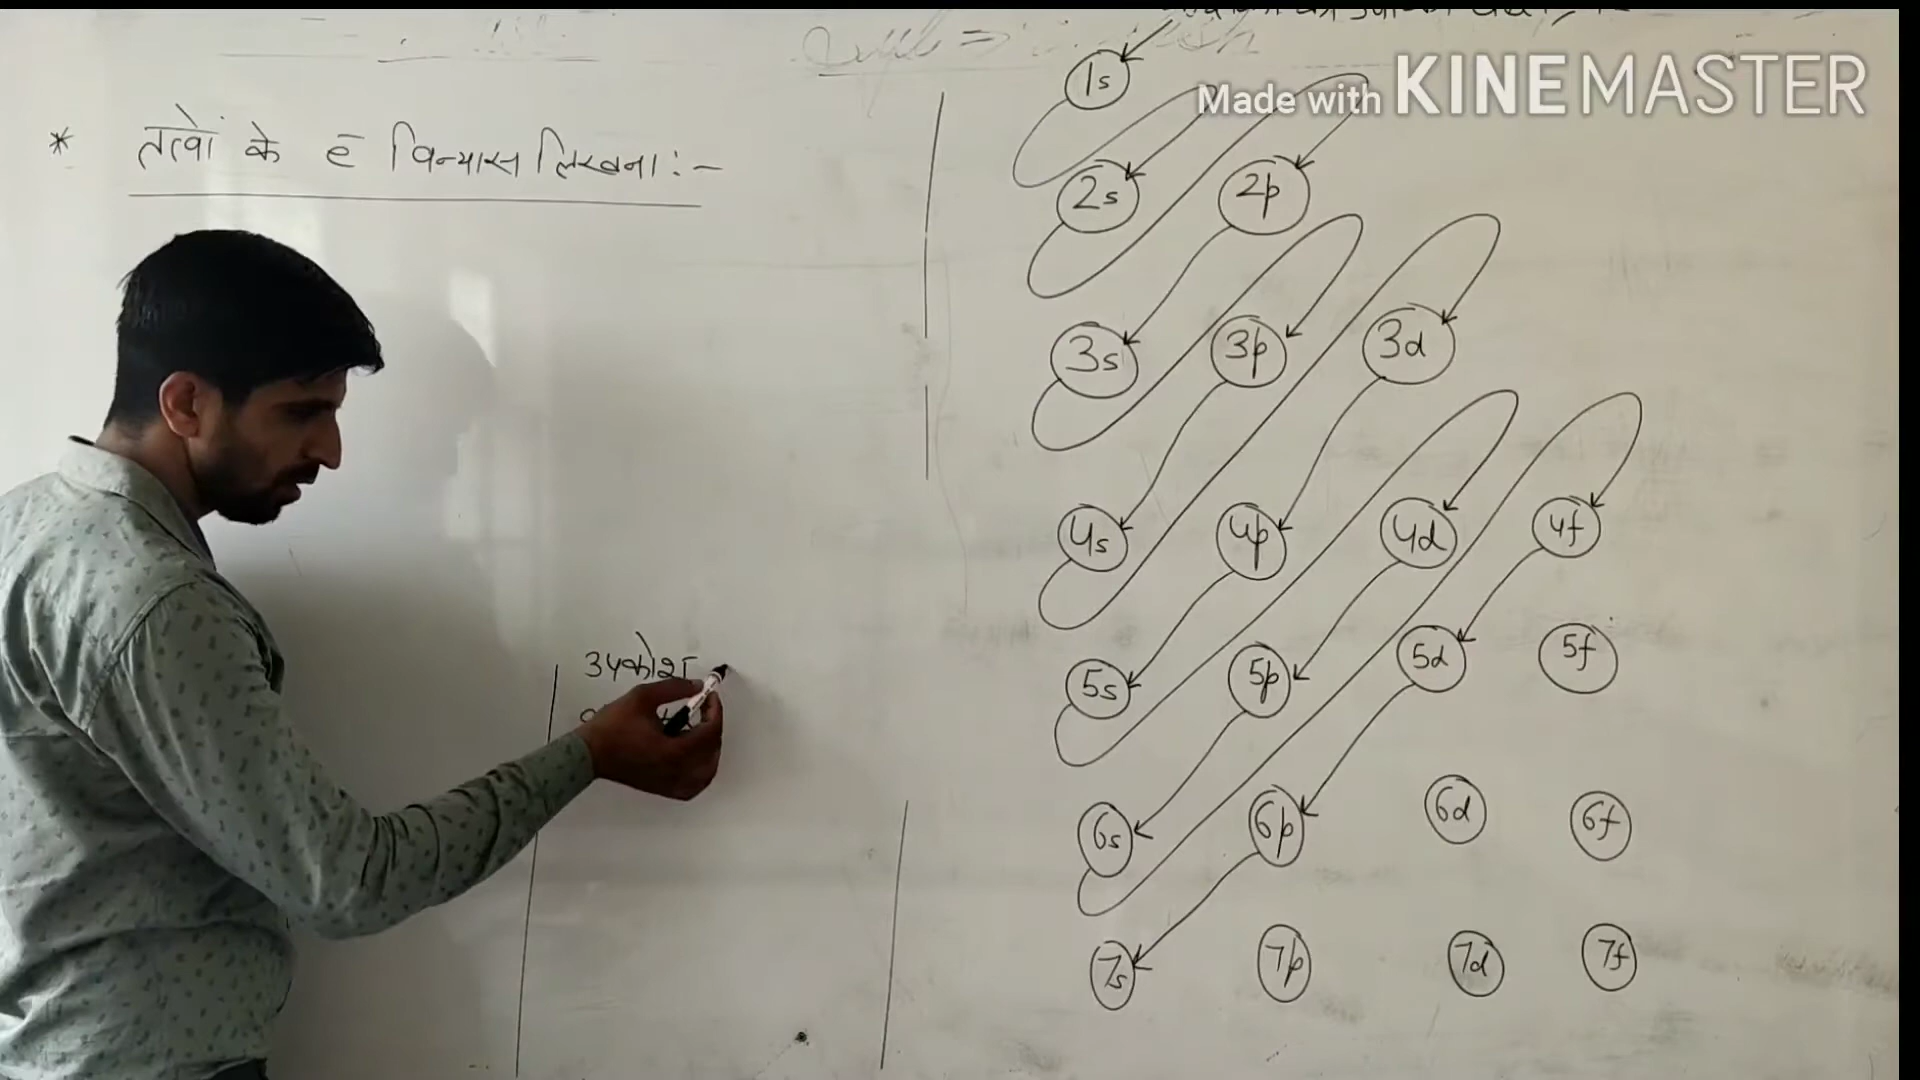 Made with KINEMASTER
* तत्वों के e̅ विन्यास लिखना :-
उपकोश
1s
2s 2p
3s 3p 3d
4s 4p 4d 4f
5s 5p 5d 5f
6s 6p 6d 6f
7s 7p 7d 7f